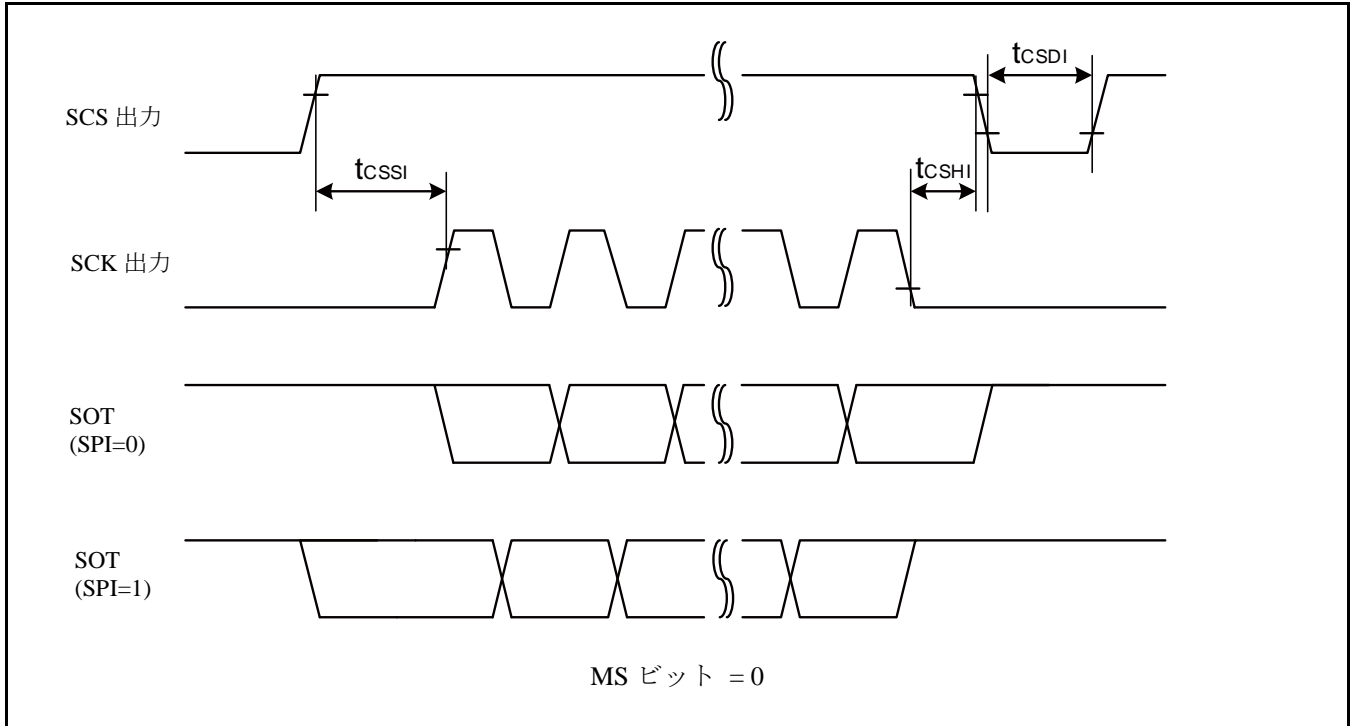 tCSDI
SCS 出力
tCSSI
tCSHI
SCK 出力
SOT
(SPI=0)
SOT
(SPI=1)
MS ビット = 0